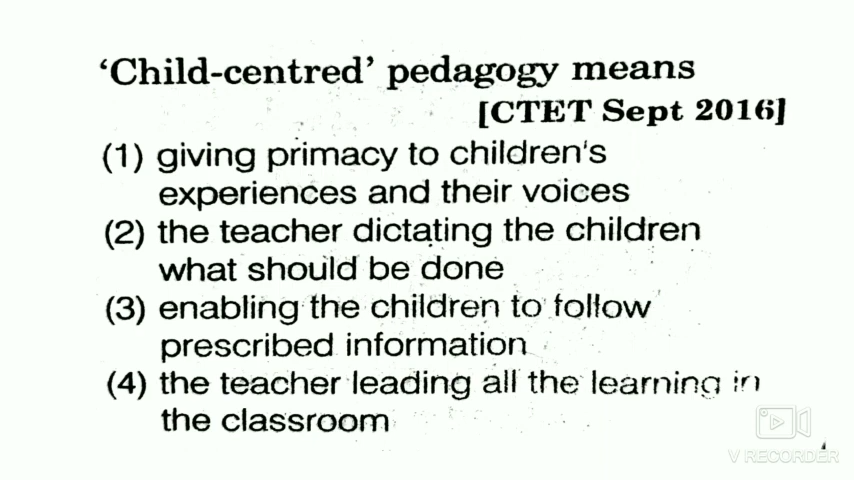 ‘Child-centred’ pedagogy means
[CTET Sept 2016]
(1) giving primacy to children's
experiences and their voices
(2) the teacher dictating the children
what should be done
(3) enabling the children to follow
prescribed information
(4) the teacher leading all the learning in
the classroom
V RECORDER